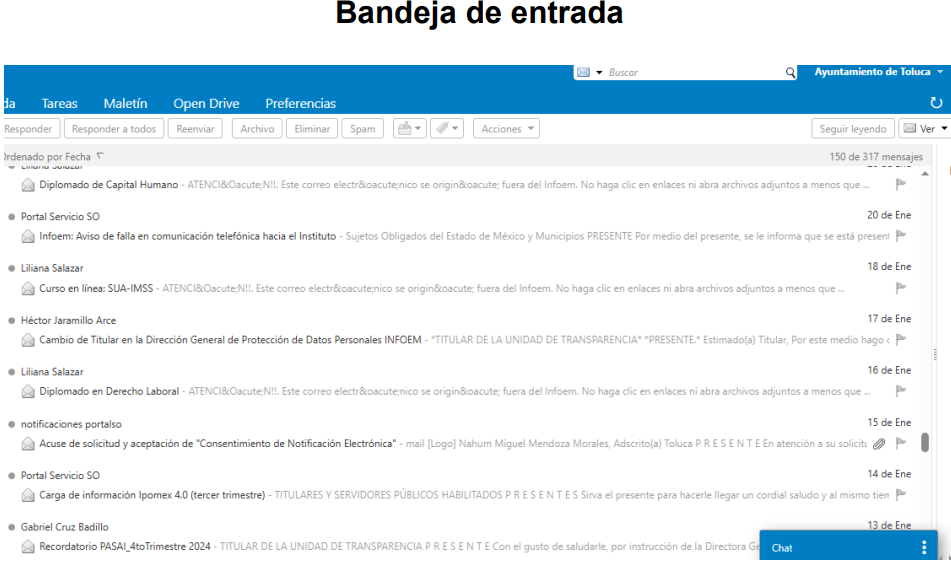 Bandeja de entrada
Buscar
Ayuntamiento de Toluca
da Tareas Maletín Open Drive Preferencias
Responder Responder a todos Reenviar Archivo Eliminar Spam Acciones Seguir leyendo Ver
Ordenado por Fecha 150 de 317 mensajes
Liliana Salazar
Diplomado de Capital Humano - ATENCI&Oacute;N!!. Este correo electr&oacute;nico se origin&oacute; fuera del Infoem. No haga clic en enlaces ni abra archivos adjuntos a menos que ...
Portal Servicio SO 20 de Ene
Infoem: Aviso de falla en comunicación telefónica hacia el Instituto - Sujetos Obligados del Estado de México y Municipios PRESENTE Por medio del presente, se le informa que se está present
Liliana Salazar 18 de Ene
Curso en línea: SUA-IMSS - ATENCI&Oacute;N!!. Este correo electr&oacute;nico se origin&oacute; fuera del Infoem. No haga clic en enlaces ni abra archivos adjuntos a menos que ...
Héctor Jaramillo Arce 17 de Ene
Cambio de Titular en la Dirección General de Protección de Datos Personales INFOEM - *TITULAR DE LA UNIDAD DE TRANSPARENCIA* *PRESENTE.* Estimado(a) Titular, Por este medio hago c
Liliana Salazar 16 de Ene
Diplomado en Derecho Laboral - ATENCI&Oacute;N!!. Este correo electr&oacute;nico se origin&oacute; fuera del Infoem. No haga clic en enlaces ni abra archivos adjuntos a menos que ...
notificaciones portalso 15 de Ene
Acuse de solicitud y aceptación de "Consentimiento de Notificación Electrónica" - mail [Logo] Nahum Miguel Mendoza Morales, Adscrito(a) Toluca P R E S E N T E En atención a su solicitu
Portal Servicio SO 14 de Ene
Carga de información Ipomex 4.0 (tercer trimestre) - TITULARES Y SERVIDORES PÚBLICOS HABILITADOS P R E S E N T E S Sirva el presente para hacerle llegar un cordial saludo y al mismo tiem
Gabriel Cruz Badillo 13 de Ene
Recordatorio PASAI_4toTrimestre 2024 - TITULAR DE LA UNIDAD DE TRANSPARENCIA P R E S E N T E Con el gusto de saludarle, por instrucción de la Directora Ge
Chat